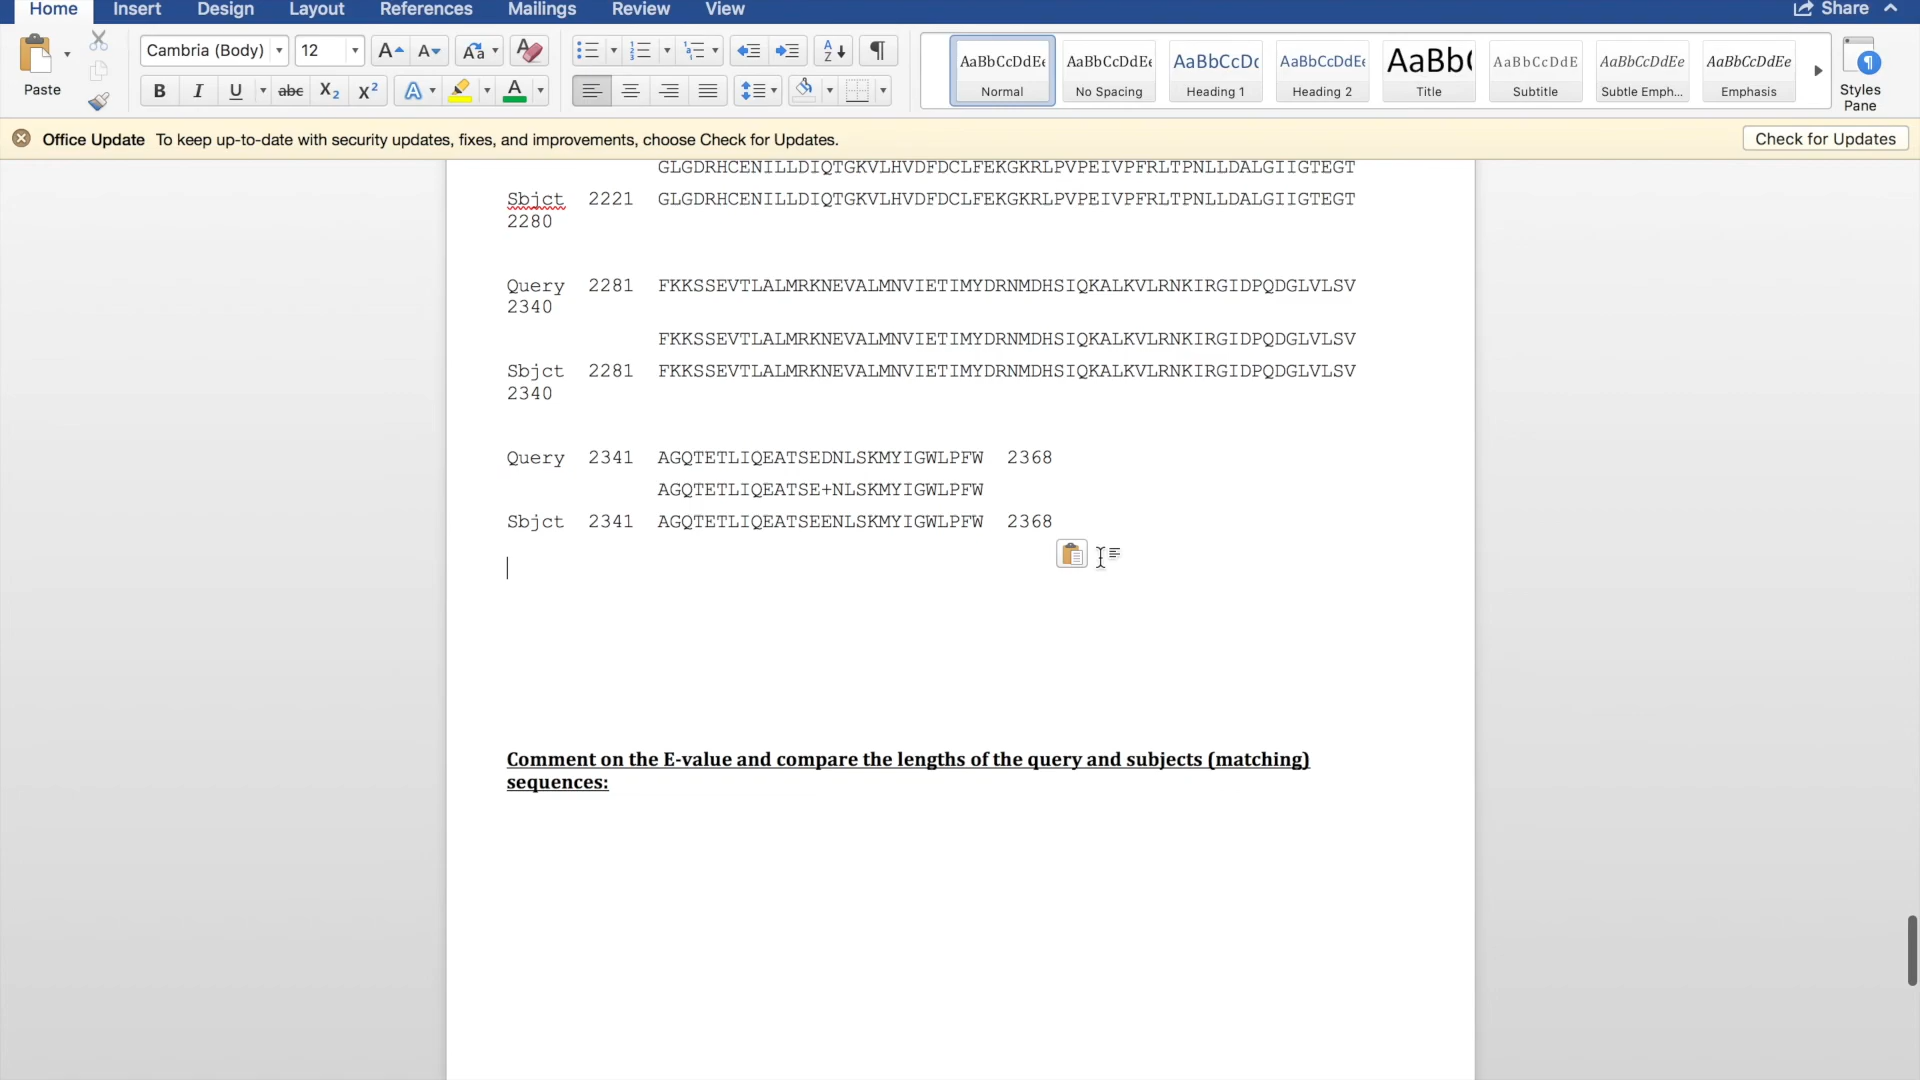 Home Insert Design Layout References Mailings Review View Share
Cambria (Body) 12
Paste
AaBbCcDdEe AaBbCcDdEe AaBbCcDc AaBbCcDdEe AaBb( AaBbCcDdE AaBbCcDdEe AaBbCcDdEe
Normal No Spacing Heading 1 Heading 2 Title Subtitle Subtle Emph... Emphasis
Styles
Pane
Office Update To keep up-to-date with security updates, fixes, and improvements, choose Check for Updates. Check for Updates
GLGDRHCENILLDIQTGKVLHVDFDCLFEKGKRLPVPEIVPFRLTPNLLDALGIIGTEGT
Sbjct 2221 GLGDRHCENILLDIQTGKVLHVDFDCLFEKGKRLPVPEIVPFRLTPNLLDALGIIGTEGT
2280
Query 2281 FKKSSEVTLALMRKNEVALMNVIETIMYDRNMDHSIQKALKVLRNKIRGIDPQDGLVLSV
2340
FKKSSEVTLALMRKNEVALMNVIETIMYDRNMDHSIQKALKVLRNKIRGIDPQDGLVLSV
Sbjct 2281 FKKSSEVTLALMRKNEVALMNVIETIMYDRNMDHSIQKALKVLRNKIRGIDPQDGLVLSV
2340
Query 2341 AGQTETLIQEATSEDNLSKMYIGWLPFW 2368
AGQTETLIQEATSE+NLSKMYIGWLPFW
Sbjct 2341 AGQTETLIQEATSEENLSKMYIGWLPFW 2368
Comment on the E-value and compare the lengths of the query and subjects (matching)
sequences: